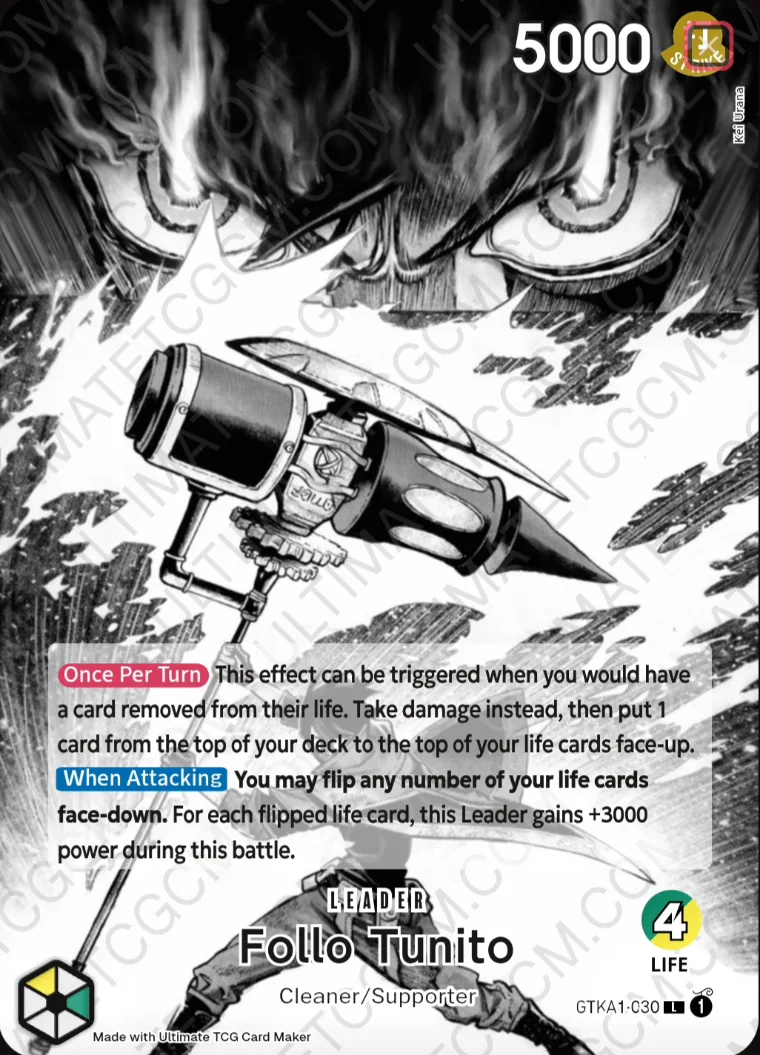 5000
Kei Urana
Once Per Turn This effect can be triggered when you would have
a card removed from their life. Take damage instead, then put 1
card from the top of your deck to the top of your life cards face-up.
When Attacking You may flip any number of your life cards
face-down. For each flipped life card, this Leader gains +3000
power during this battle.
LEADER
4
Follo Tunito
LIFE
Cleaner/Supporter
GTKA1-030 L 1
Made with Ultimate TCG Card Maker
ULTIMATETCGCM.COM